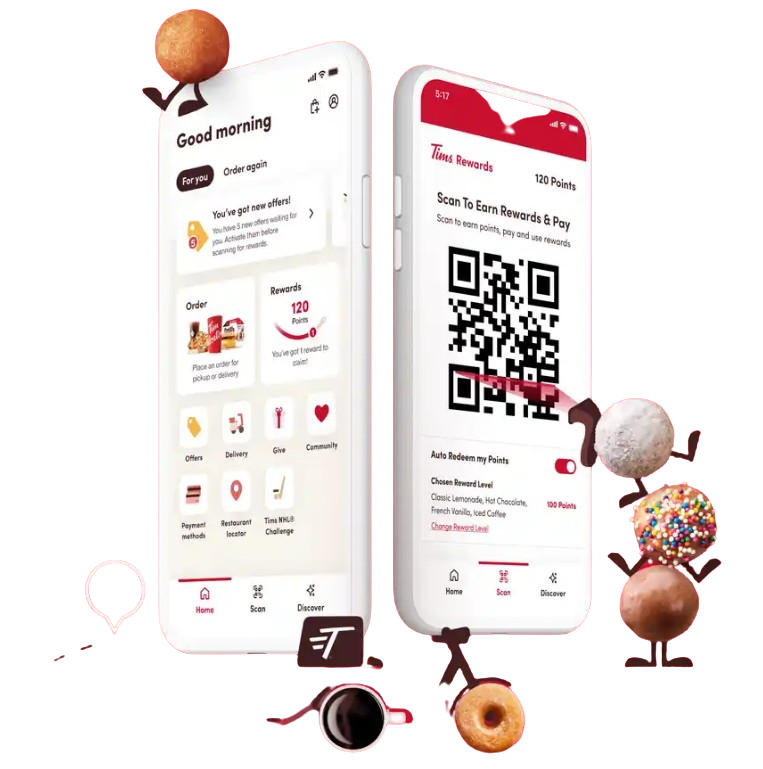 Good morning
For you
Order again
You've got new offers!
You have 5 new offers waiting for
you. Activate them before
scanning for rewards.
5
Order
Place an order for
pickup or delivery
Rewards
120
Points
1
You've got 1 reward to
claim!
Offers
Delivery
Give
Community
Payment
methods
Restaurant
locator
Tims NHL®
Challenge
Home
Scan
Discover
T
5:17
Tims Rewards
120 Points
Scan To Earn Rewards & Pay
Scan to earn points, pay and use rewards
Auto Redeem my Points
Chosen Reward Level
Classic Lemonade, Hot Chocolate,
French Vanilla, Iced Coffee
100 Points
Change Reward Level
Home
Scan
Discover